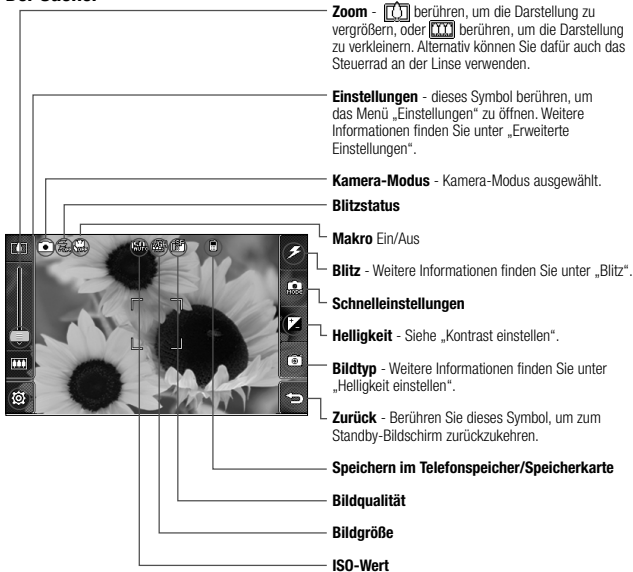 Der Sucher
Zoom - berühren, um die Darstellung zu
vergrößern, oder berühren, um die Darstellung
zu verkleinern. Alternativ können Sie dafür auch das
Steuerrad an der Linse verwenden.
Einstellungen - dieses Symbol berühren, um
das Menü „Einstellungen“ zu öffnen. Weitere
Informationen finden Sie unter „Erweiterte
Einstellungen“.
Kamera-Modus - Kamera-Modus ausgewählt.
Blitzstatus
Makro Ein/Aus
Blitz - Weitere Informationen finden Sie unter „Blitz“.
Schnelleinstellungen
Helligkeit - Siehe „Kontrast einstellen“.
Bildtyp - Weitere Informationen finden Sie unter
„Helligkeit einstellen“.
Zurück - Berühren Sie dieses Symbol, um zum
Standby-Bildschirm zurückzukehren.
Speichern im Telefonspeicher/Speicherkarte
Bildqualität
Bildgröße
ISO-Wert
ISO
AUTO
MODE